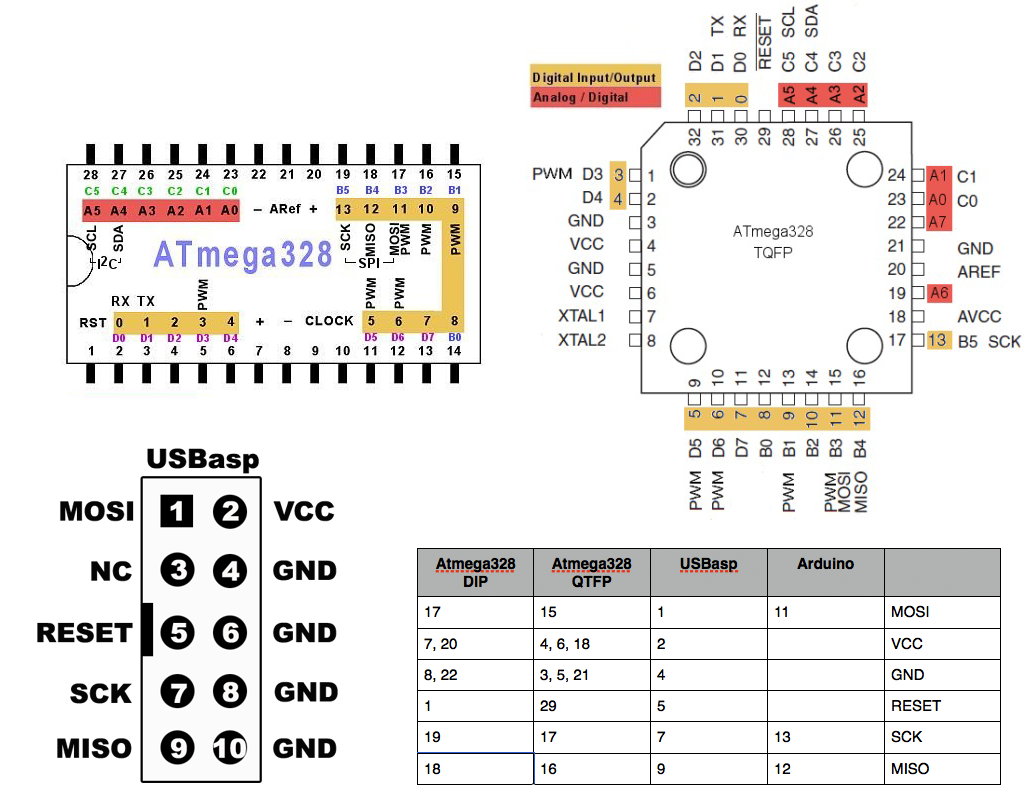 Digital Input/Output
Analog / Digital
D2
D1 TX
D0 RX
RESET
C5 SCL
C4 SDA
C3
C2
2 1 0 A5 A4 A3 A2
32 31 30 29 28 27 26 25
PWM D3 3 1
D4 4 2
GND 3
VCC 4
GND 5
VCC 6
XTAL1 7
XTAL2 8
ATmega328
TQFP
24 A1 C1
23 A0 C0
22 A7
21 GND
20 AREF
19 A6
18 AVCC
17 13 B5 SCK
9 10 11 12 13 14 15 16
5 6 7 8 9 10 11 12
PWM D5
PWM D6
D7
B0
PWM B1
B2
PWM MOSI B3
MISO B4
28 27 26 25 24 23 22 21 20 19 18 17 16 15
C5 C4 C3 C2 C1 C0 B5 B4 B3 B2 B1
A5 A4 A3 A2 A1 A0 – ARef + 13 12 11 10 9
SCL SDA SCK MISO MOSI PWM PWM PWM
I2C
ATmega328
SPI
RX TX PWM PWM PWM
RST 0 1 2 3 4 + – CLOCK 5 6 7 8
D0 D1 D2 D3 D4 D5 D6 D7 B0
1 2 3 4 5 6 7 8 9 10 11 12 13 14
USBasp
MOSI 1 2 VCC
NC 3 4 GND
RESET 5 6 GND
SCK 7 8 GND
MISO 9 10 GND
Atmega328 DIP Atmega328 QTFP USBasp Arduino
17 15 1 11 MOSI
7, 20 4, 6, 18 2 VCC
8, 22 3, 5, 21 4 GND
1 29 5 RESET
19 17 7 13 SCK
18 16 9 12 MISO